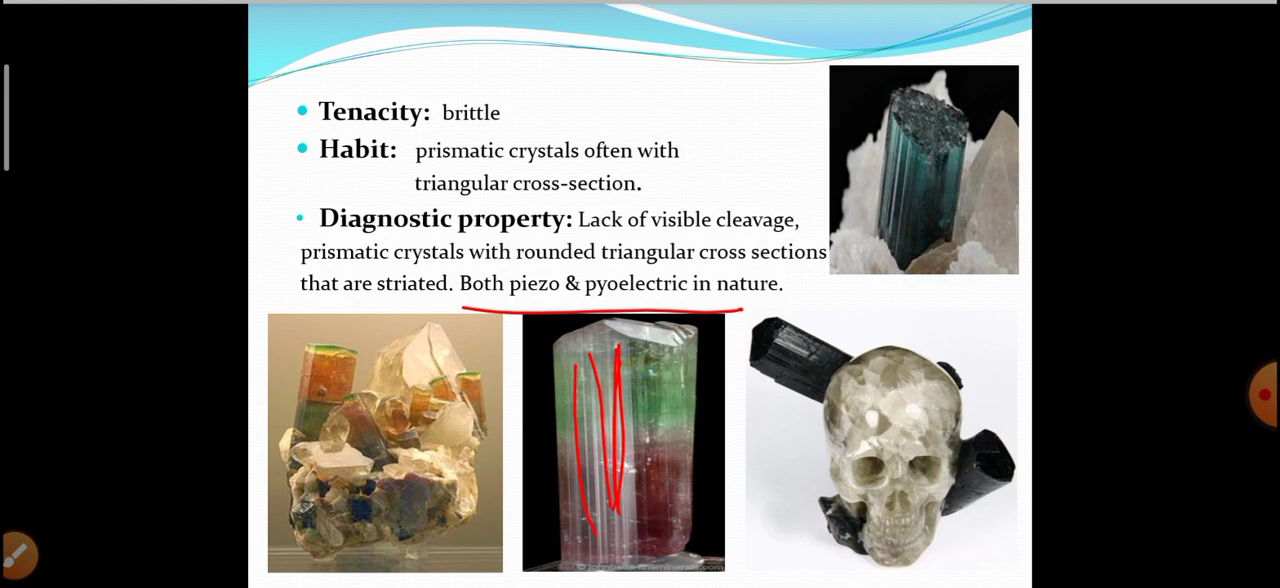 Tenacity: brittle
Habit: prismatic crystals often with
triangular cross-section.
Diagnostic property: Lack of visible cleavage,
prismatic crystals with rounded triangular cross sections
that are striated. Both piezo & pyoelectric in nature.